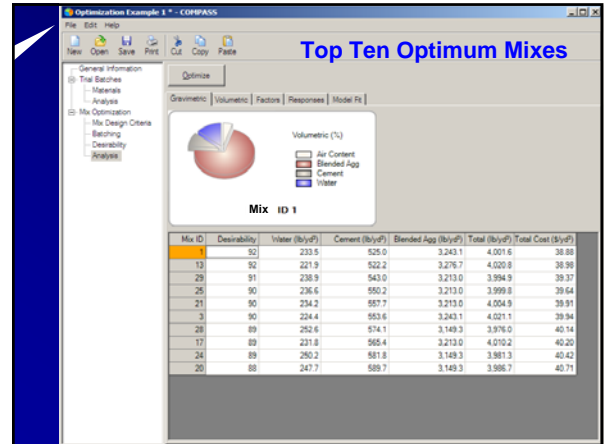 Optimization Example 1 * - COMPASS
File Edit Help
New Open Save Print Cut Copy Paste
Top Ten Optimum Mixes
General Information
Trial Batches
Materials
Analysis
Mix Optimization
Mix Design Criteria
Batching
Desirability
Analysis
Optimize
Gravimetric Volumetric Factors Responses Model Fit
Volumetric (%)
Air Content
Blended Agg
Cement
Water
Mix ID 1
Mix ID Desirability Water (lb/yd³) Cement (lb/yd³) Blended Agg (lb/yd³) Total (lb/yd³) Total Cost ($/yd³)
1 92 233.5 525.0 3,243.1 4,001.6 38.88
13 92 221.9 522.2 3,276.7 4,020.8 38.98
29 91 238.9 543.0 3,213.0 3,994.9 39.37
25 90 236.6 550.2 3,213.0 3,999.8 39.64
21 90 234.2 557.7 3,213.0 4,004.9 39.91
3 90 224.4 553.6 3,243.1 4,021.1 39.94
28 89 252.6 574.1 3,149.3 3,976.0 40.14
17 89 231.8 565.4 3,213.0 4,010.2 40.20
24 89 250.2 581.8 3,149.3 3,981.3 40.42
20 88 247.7 589.7 3,149.3 3,986.7 40.71